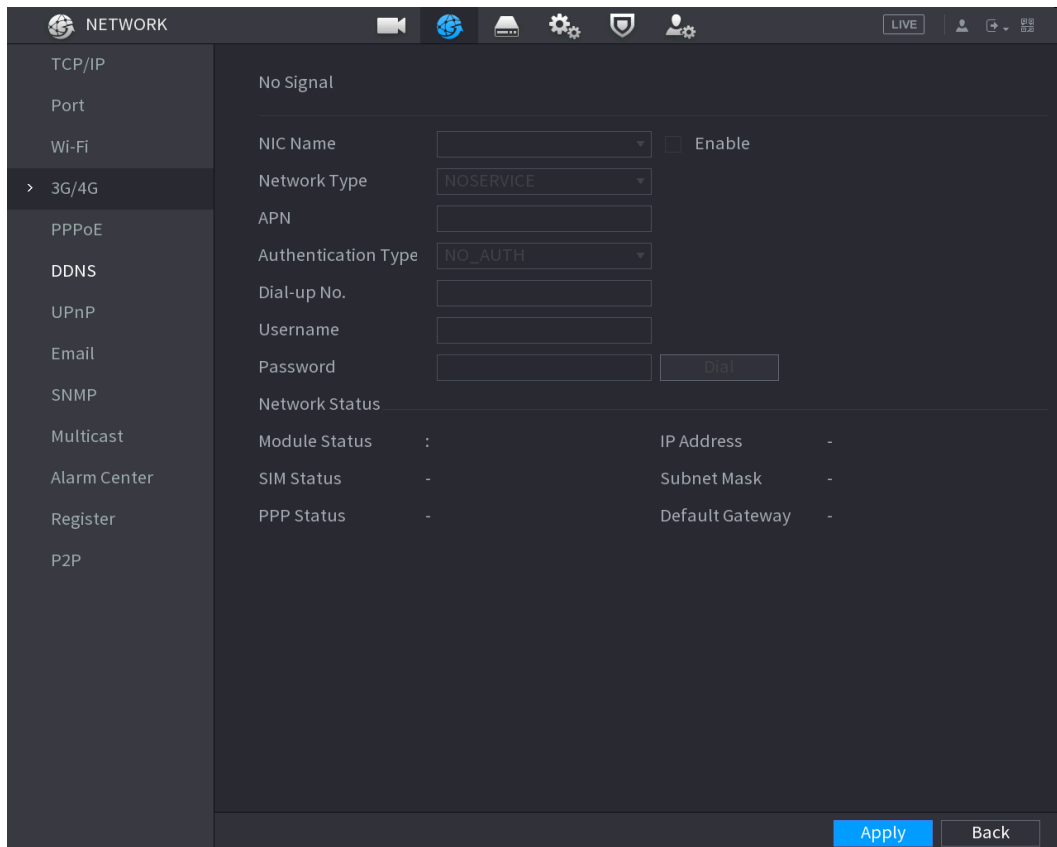 NETWORK
LIVE
TCP/IP
Port
Wi-Fi
3G/4G
PPPoE
DDNS
UPnP
Email
SNMP
Multicast
Alarm Center
Register
P2P
No Signal
NIC Name Enable
Network Type NOSERVICE
APN
Authentication Type NO_AUTH
Dial-up No.
Username
Password Dial
Network Status
Module Status : IP Address -
SIM Status - Subnet Mask -
PPP Status - Default Gateway -
Apply Back